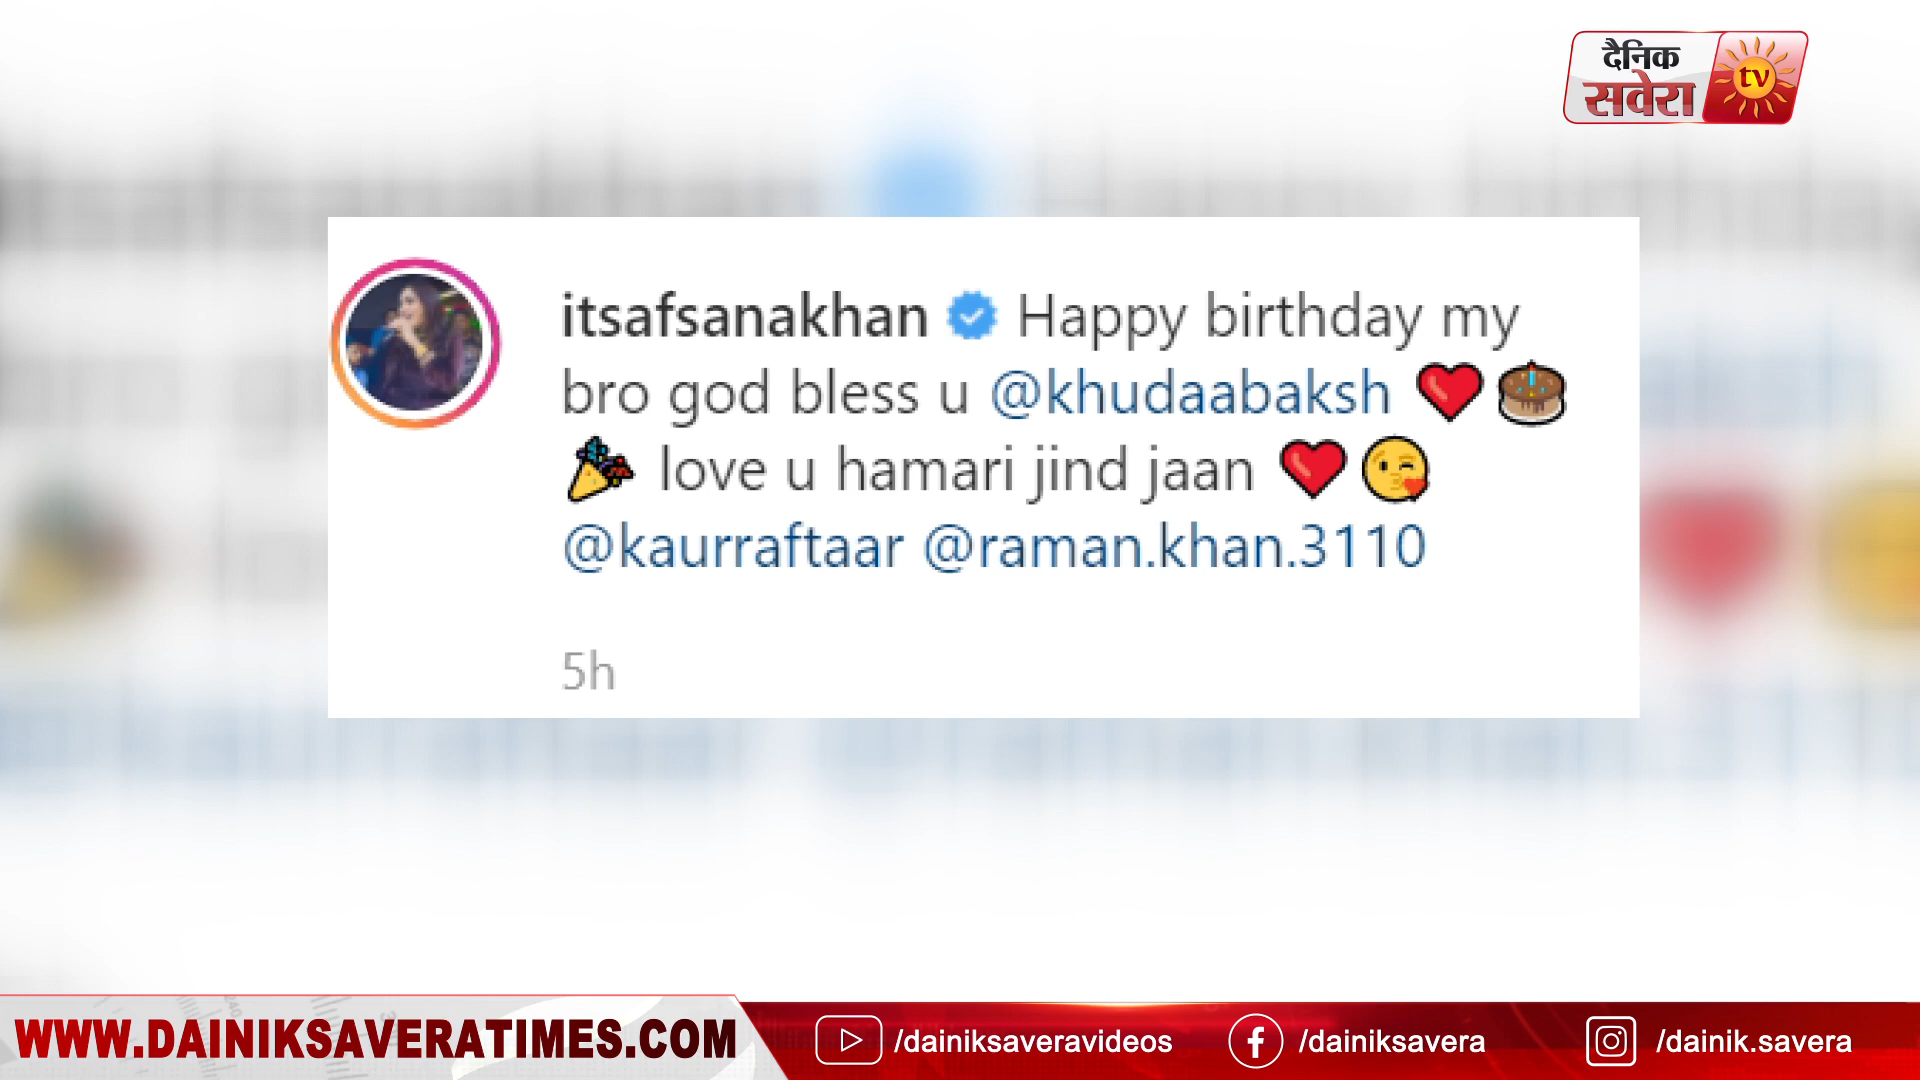 दैनिक
सवेरा
tv
itsafsanakhan Happy birthday my
bro god bless u @khudaabaksh ❤️🎂
🎉 love u hamari jind jaan ❤️😘
@kaurraftaar @raman.khan.3110
5h
WWW.DAINIKSAVERATIMES.COM
/dainiksaveravideos
/dainiksavera
/dainik.savera